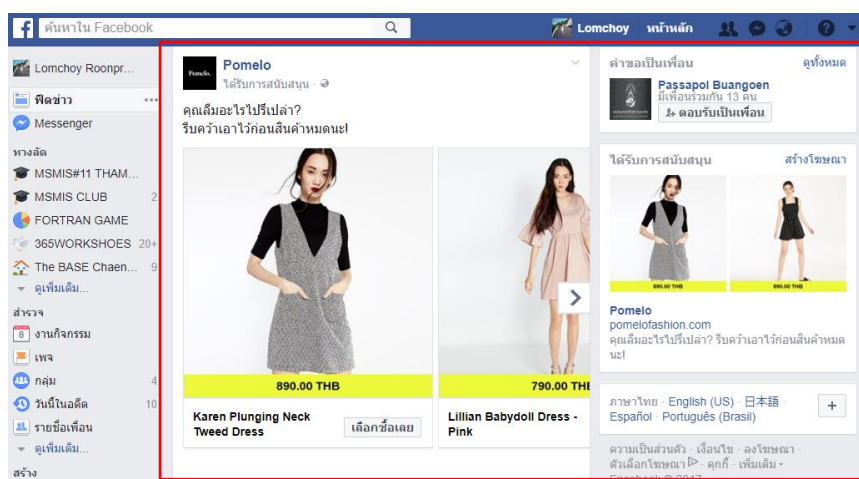 ค้นหาใน Facebook
Lomchoy
หน้าหลัก
Lomchoy Roonpr...
ฟีดข่าว
Messenger
ทางลัด
MSMIS#11 THAM...
MSMIS CLUB 2
FORTRAN GAME
365WORKSHOES 20+
The BASE Chaen... 9
ดูเพิ่มเติม...
สำรวจ
งานกิจกรรม
เพจ
กลุ่ม 4
วันนี้ในอดีต 10
รายชื่อเพื่อน
ดูเพิ่มเติม...
สร้าง
Pomelo.
Pomelo
ได้รับการสนับสนุน ·
คุณลืมอะไรไปรึเปล่า?
รีบคว้าเอาไว้ก่อนสินค้าหมดนะ!
890.00 THB
Karen Plunging Neck
Tweed Dress
เลือกซื้อเลย
790.00 THB
Lillian Babydoll Dress -
Pink
คำขอเป็นเพื่อน
ดูทั้งหมด
Passapol Buangoen
มีเพื่อนร่วมกัน 13 คน
ตอบรับเป็นเพื่อน
ได้รับการสนับสนุน
สร้างโฆษณา
890.00 THB
890.00 THB
Pomelo
pomelofashion.com
คุณลืมอะไรไปรึเปล่า? รีบคว้าเอาไว้ก่อนสินค้าหมด
นะ!
ภาษาไทย · English (US) · 日本語 ·
Español · Português (Brasil)
ความเป็นส่วนตัว · เงื่อนไข · ลงโฆษณา ·
ตัวเลือกโฆษณา · คุกกี้ · เพิ่มเติม
Facebook © 2017